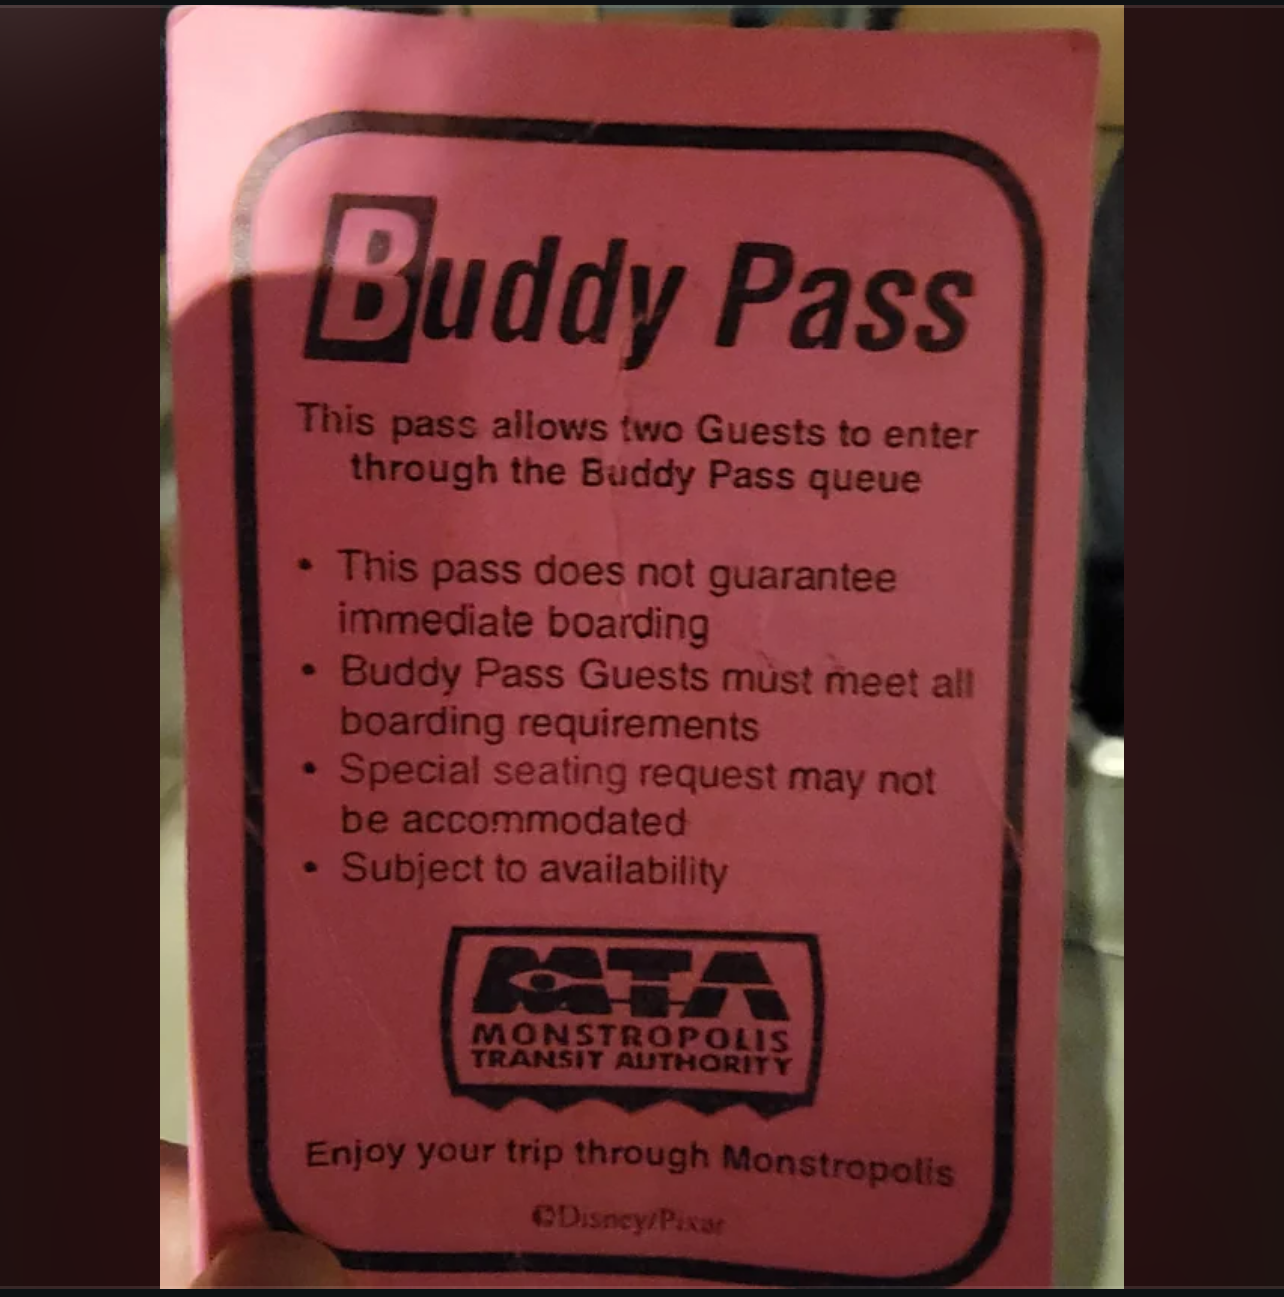 Buddy Pass
This pass allows two Guests to enter
through the Buddy Pass queue
• This pass does not guarantee
immediate boarding
• Buddy Pass Guests must meet all
boarding requirements
• Special seating request may not
be accommodated
• Subject to availability
MTA
MONSTROPOLIS
TRANSIT AUTHORITY
Enjoy your trip through Monstropolis
©Disney/Pixar